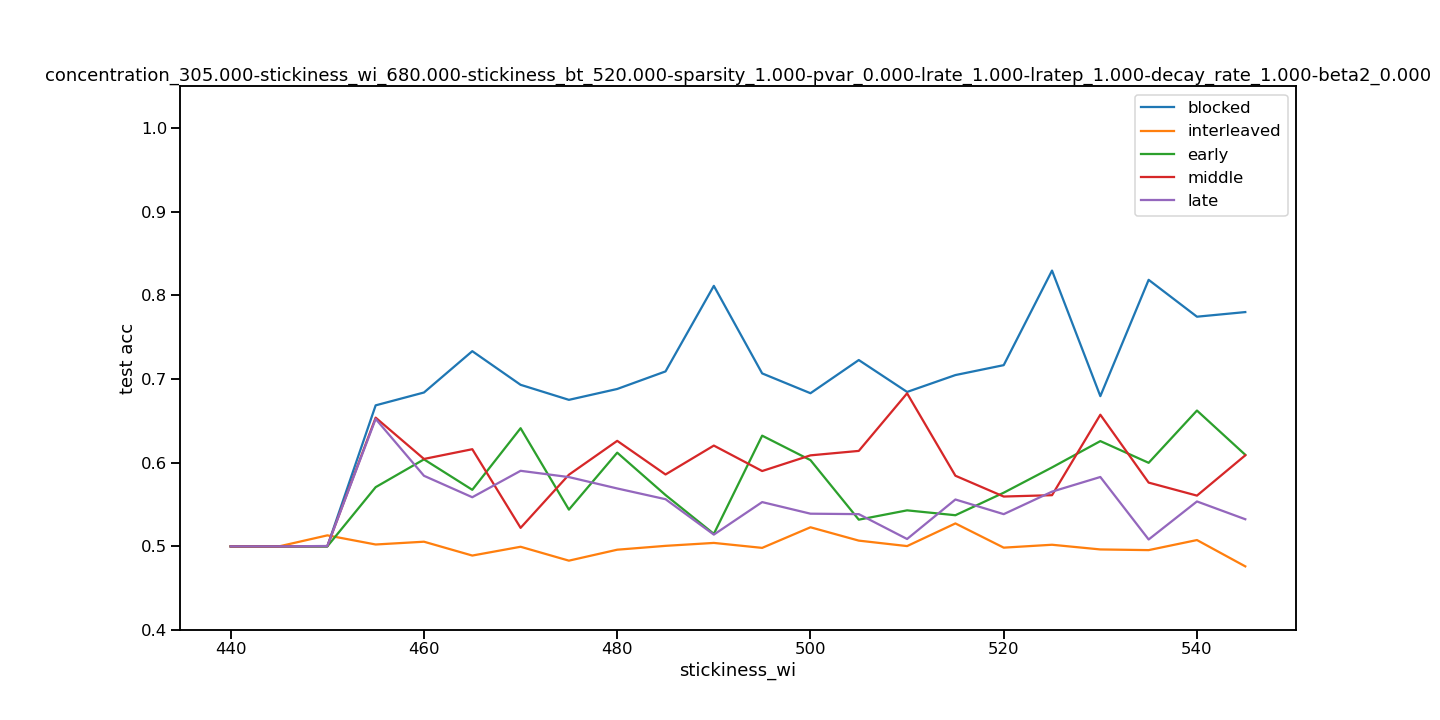 concentration_305.000-stickiness_wi_680.000-stickiness_bt_520.000-sparsity_1.000-pvar_0.000-lrate_1.000-lratep_1.000-decay_rate_1.000-beta2_0.000
blocked
interleaved
early
middle
late
1.0
0.9
0.8
0.7
0.6
0.5
0.4
test acc
440
460
480
500
520
540
stickiness_wi